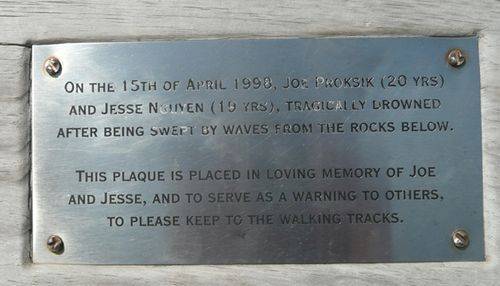 ON THE 15TH OF APRIL 1998, JOE PROKSIK (20 YRS)
AND JESSE NGUYEN (19 YRS), TRAGICALLY DROWNED
AFTER BEING SWEPT BY WAVES FROM THE ROCKS BELOW.
THIS PLAQUE IS PLACED IN LOVING MEMORY OF JOE
AND JESSE, AND TO SERVE AS A WARNING TO OTHERS,
TO PLEASE KEEP TO THE WALKING TRACKS.